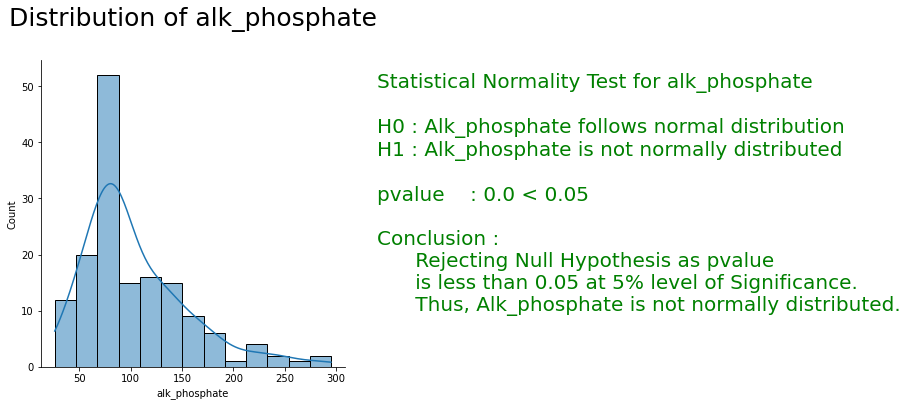 Distribution of alk_phosphate
50
40
30
20
10
0
Count
50 100 150 200 250 300
alk_phosphate
Statistical Normality Test for alk_phosphate
H0 : Alk_phosphate follows normal distribution
H1 : Alk_phosphate is not normally distributed
pvalue    : 0.0 < 0.05
Conclusion :
Rejecting Null Hypothesis as pvalue
is less than 0.05 at 5% level of Significance.
Thus, Alk_phosphate is not normally distributed.